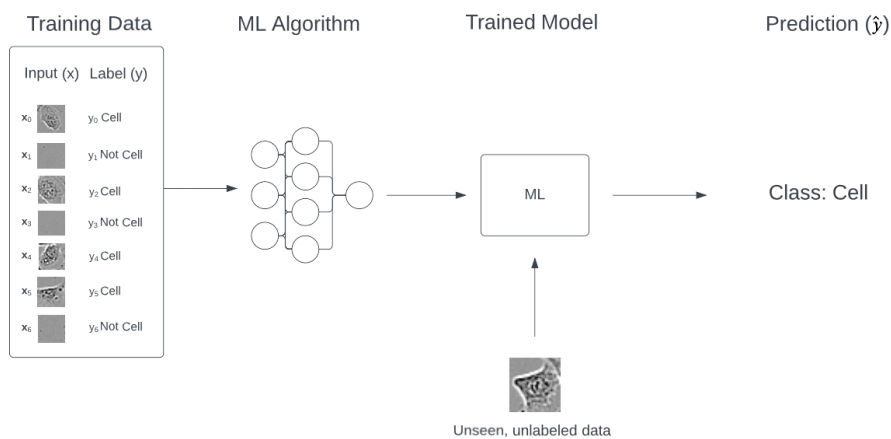 Training Data
ML Algorithm
Trained Model
Prediction (ŷ)
Input (x) Label (y)
x₀ y₀ Cell
x₁ y₁ Not Cell
x₂ y₂ Cell
x₃ y₃ Not Cell
x₄ y₄ Cell
x₅ y₅ Cell
x₆ y₆ Not Cell
ML
Class: Cell
Unseen, unlabeled data